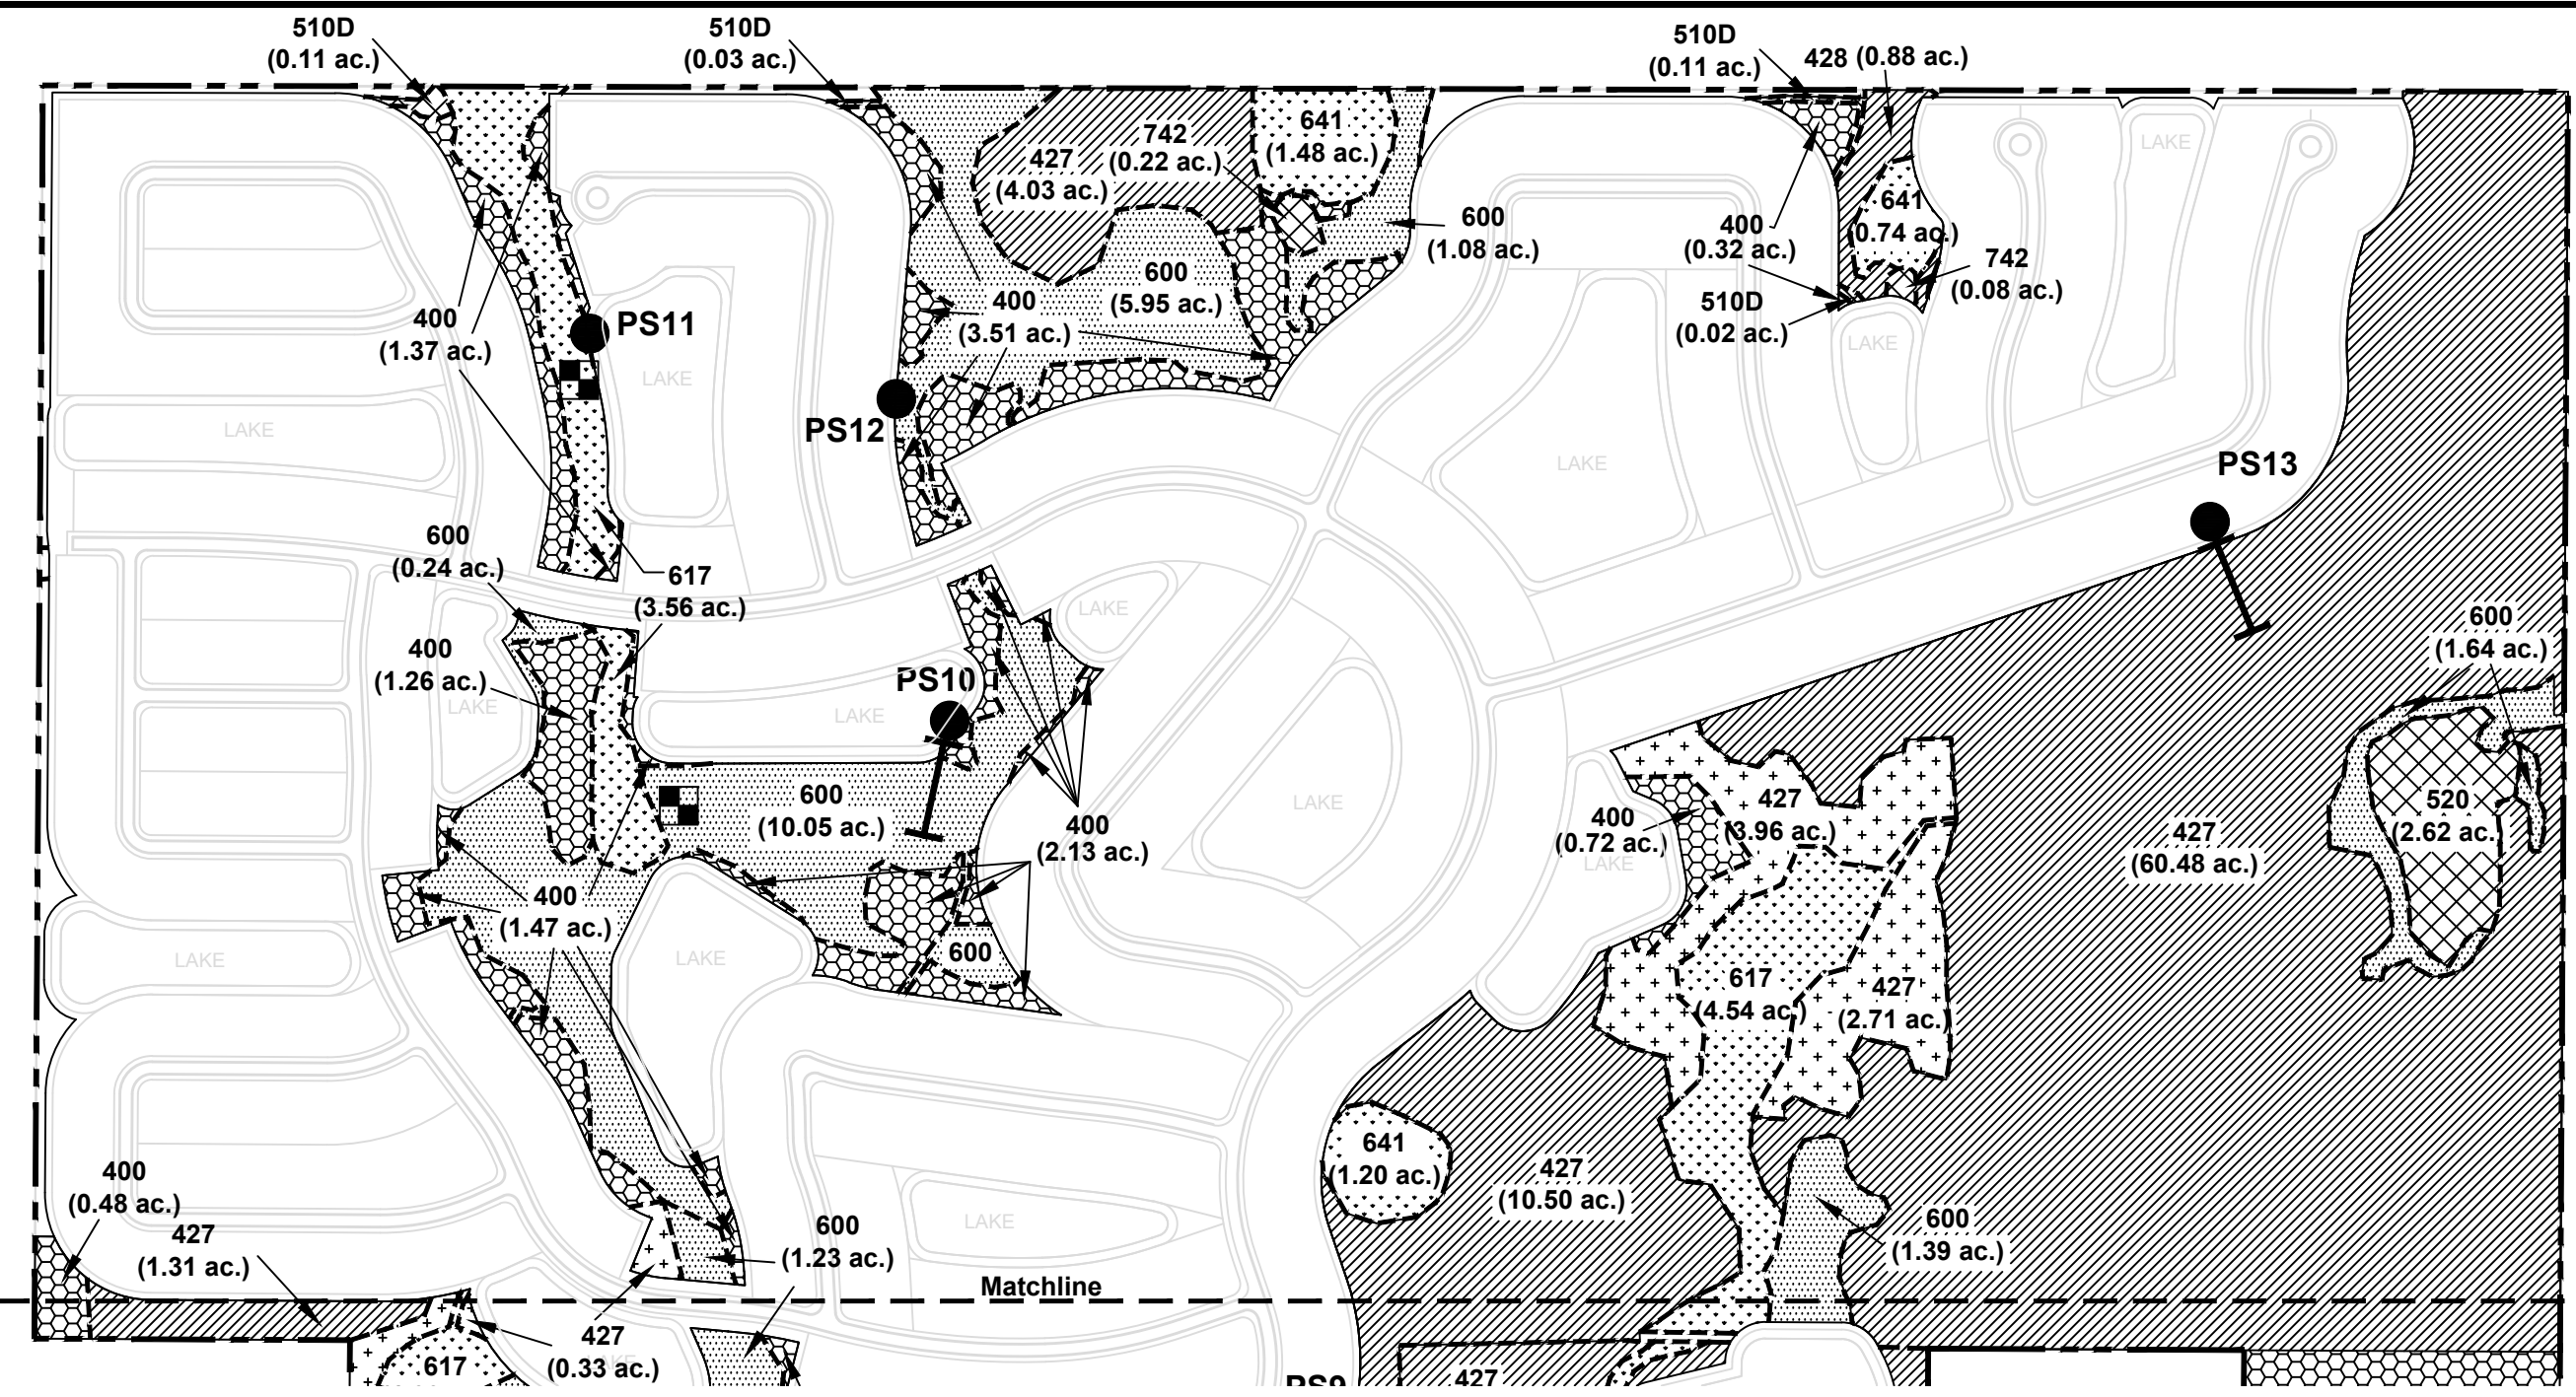 510D
(0.11 ac.)
510D
(0.03 ac.)
510D
(0.11 ac.)
428 (0.88 ac.)
641
(1.48 ac.)
742
(0.22 ac.)
427
(4.03 ac.)
LAKE
641
0.74 ac.)
600
(1.08 ac.)
400
(0.32 ac.)
742
(0.08 ac.)
600
(5.95 ac.)
400
(3.51 ac.)
510D
(0.02 ac.)
400
(1.37 ac.)
PS11
LAKE
LAKE
LAKE
PS12
LAKE
PS13
600
(0.24 ac.)
617
(3.56 ac.)
LAKE
600
(1.64 ac.)
400
(1.26 ac.)
PS10
LAKE
LAKE
LAKE
600
(10.05 ac.)
400
(2.13 ac.)
400
(0.72 ac.)
LAKE
427
(3.96 ac.)
427
(60.48 ac.)
520
(2.62 ac.)
400
(1.47 ac.)
LAKE
LAKE
600
617
(4.54 ac.)
427
(2.71 ac.)
641
(1.20 ac.)
427
(10.50 ac.)
400
(0.48 ac.)
427
(1.31 ac.)
LAKE
600
(1.23 ac.)
600
(1.39 ac.)
Matchline
427
(0.33 ac.)
617
PS9
427